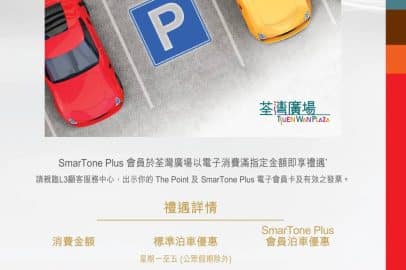 P
荃灣廣場
TSUEN WAN PLAZA
SmarTone Plus 會員於荃灣廣場以電子消費滿指定金額即享禮遇*
請親臨L3顧客服務中心，出示你的 The Point 及 SmarTone Plus 電子會員卡及有效之發票。
禮遇詳情
消費金額 標準泊車優惠 SmarTone Plus
會員泊車優惠
星期一至五 (公眾假期除外)